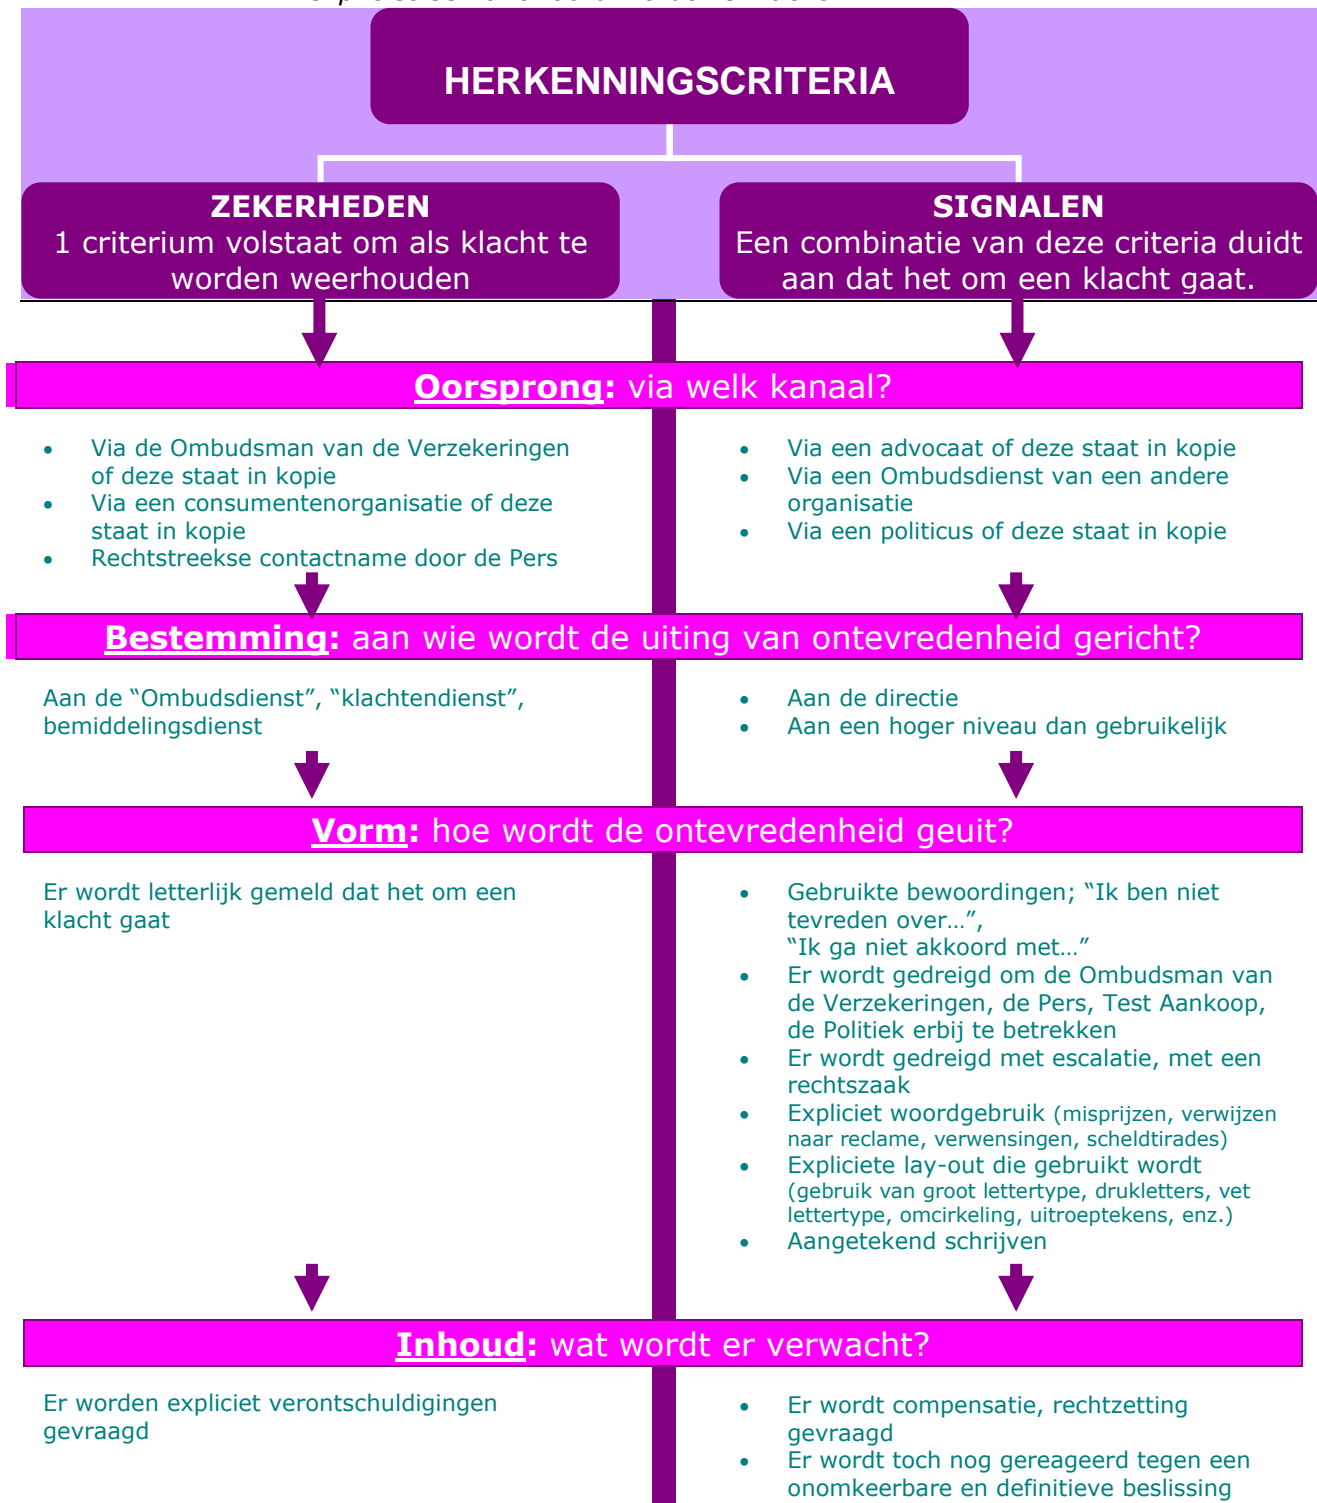 HERKENNINGSCRITERIA
ZEKERHEDEN
1 criterium volstaat om als klacht te
worden weerhouden
SIGNALEN
Een combinatie van deze criteria duidt
aan dat het om een klacht gaat.
Oorsprong: via welk kanaal?
• Via de Ombudsman van de Verzekeringen
of deze staat in kopie
• Via een consumentenorganisatie of deze
staat in kopie
• Rechtstreekse contactname door de Pers
• Via een advocaat of deze staat in kopie
• Via een Ombudsdienst van een andere
organisatie
• Via een politicus of deze staat in kopie
Bestemming: aan wie wordt de uiting van ontevredenheid gericht?
Aan de “Ombudsdienst”, “klachtendienst”,
bemiddelingsdienst
• Aan de directie
• Aan een hoger niveau dan gebruikelijk
Vorm: hoe wordt de ontevredenheid geuit?
Er wordt letterlijk gemeld dat het om een
klacht gaat
• Gebruikte bewoordingen; “Ik ben niet
tevreden over…”,
“Ik ga niet akkoord met…”
• Er wordt gedreigd om de Ombudsman van
de Verzekeringen, de Pers, Test Aankoop,
de Politiek erbij te betrekken
• Er wordt gedreigd met escalatie, met een
rechtszaak
• Expliciet woordgebruik (misprijzen, verwijzen
naar reclame, verwensingen, scheldtirades)
• Expliciete lay-out die gebruikt wordt
(gebruik van groot lettertype, drukletters, vet
lettertype, omcirkeling, uitroeptekens, enz.)
• Aangetekend schrijven
Inhoud: wat wordt er verwacht?
Er worden expliciet verontschuldigingen
gevraagd
• Er wordt compensatie, rechtzetting
gevraagd
• Er wordt toch nog gereageerd tegen een
onomkeerbare en definitieve beslissing